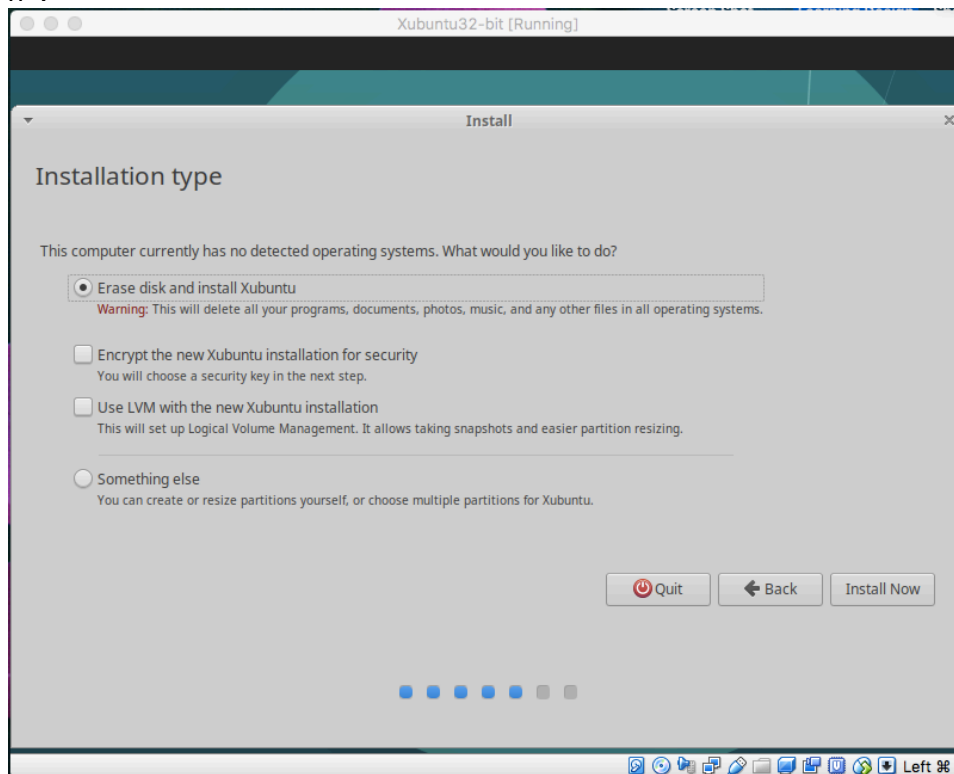 Xubuntu32-bit [Running]
Install
Installation type
This computer currently has no detected operating systems. What would you like to do?
Erase disk and install Xubuntu
Warning: This will delete all your programs, documents, photos, music, and any other files in all operating systems.
Encrypt the new Xubuntu installation for security
You will choose a security key in the next step.
Use LVM with the new Xubuntu installation
This will set up Logical Volume Management. It allows taking snapshots and easier partition resizing.
Something else
You can create or resize partitions yourself, or choose multiple partitions for Xubuntu.
Quit
Back
Install Now
Left ⌘